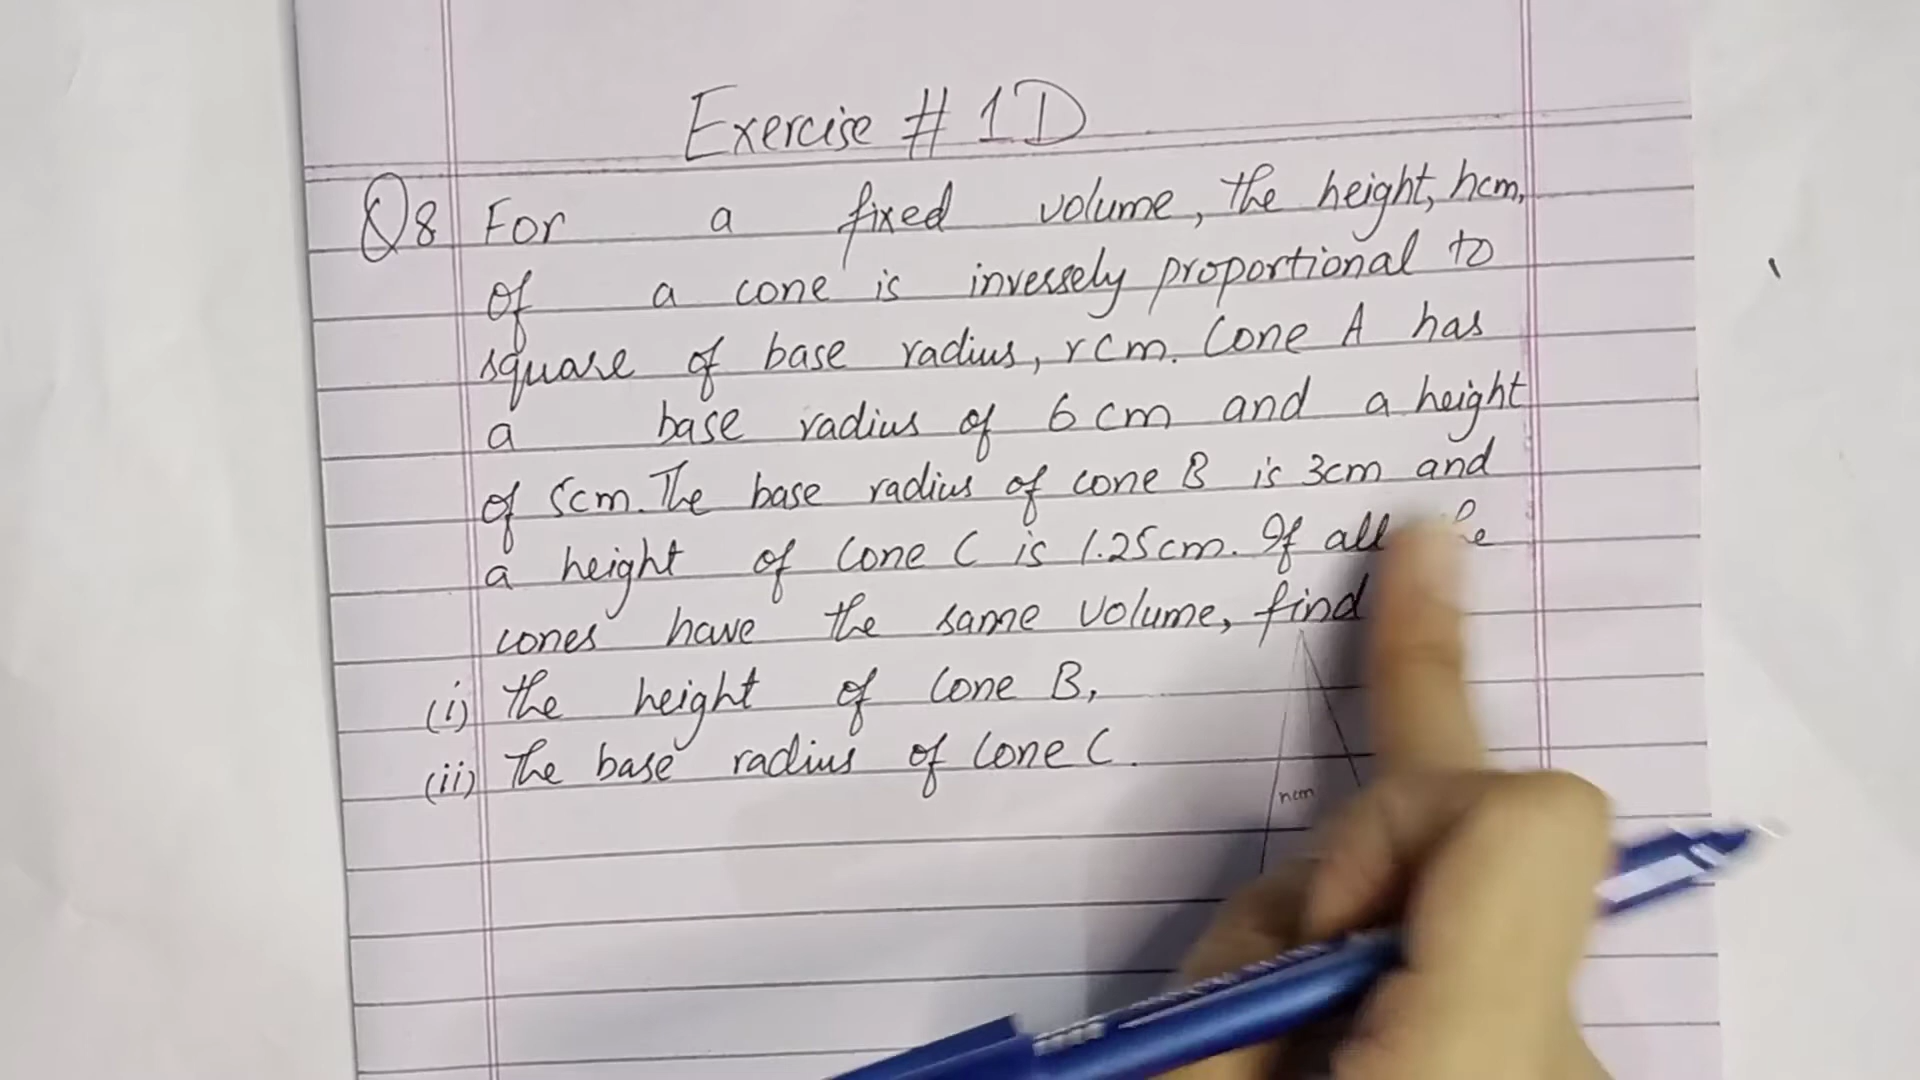 Exercise # 1D
Q8 For a fixed volume, the height, hcm,
of a cone is inversely proportional to
square of base radius, rcm. Cone A has
a base radius of 6 cm and a height
of 5cm. The base radius of cone B is 3cm and
a height of Cone C is 1.25cm. If all
cones have the same volume, find
(i) the height of Cone B,
(ii) The base radius of Cone C.
hcm